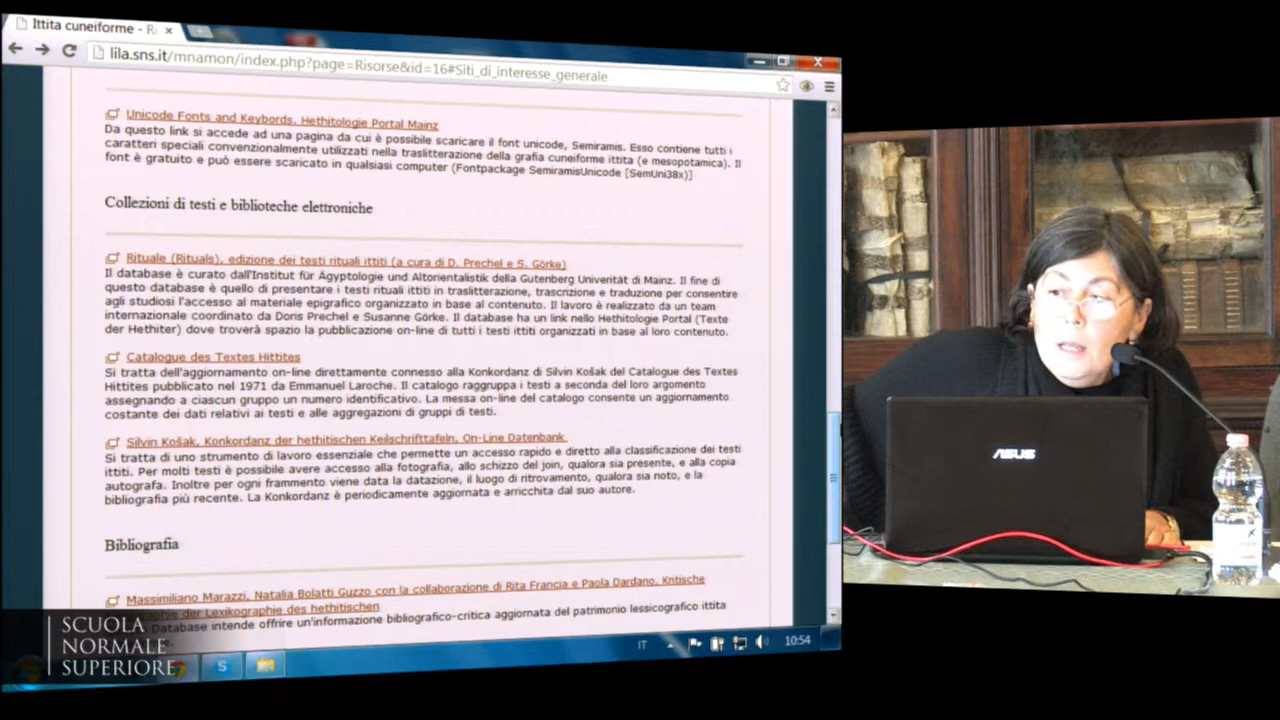 Ittita cuneiforme - R
lila.sns.it/mnamon/index.php?page=Risorse&id=16#Siti_di_interesse_generale
Unicode Fonts and Keybords, Hethitologie Portal Mainz
Da questo link si accede ad una pagina da cui è possibile scaricare il font unicode, Semiramis. Esso contiene tutti i
caratteri speciali convenzionalmente utilizzati nella traslitterazione della grafia cuneiforme ittita (e mesopotamica). Il
font è gratuito e può essere scaricato in qualsiasi computer (Fontpackage SemiramisUnicode [SemUni38x)]
Collezioni di testi e biblioteche elettroniche
Rituale (Rituals), edizione dei testi rituali ittiti (a cura di D. Prechel e S. Görke)
Il database è curato dall'Institut für Ägyptologie und Altorientalistik della Gutenberg Univeritát di Mainz. Il fine di
questo database è quello di presentare i testi rituali ittiti in traslitterazione, trascrizione e traduzione per consentire
agli studiosi l'accesso al materiale epigrafico organizzato in base al contenuto. Il lavoro è realizzato da un team
internazionale coordinato da Doris Prechel e Susanne Görke. Il database ha un link nello Hethitologie Portal (Texte
der Hethiter) dove troverà spazio la pubblicazione on-line di tutti i testi ittiti organizzati in base al loro contenuto.
Catalogue des Textes Hittites
Si tratta dell'aggiornamento on-line direttamente connesso alla Konkordanz di Silvin Košak del Catalogue des Textes
Hittites pubblicato nel 1971 da Emmanuel Laroche. Il catalogo raggruppa i testi a seconda del loro argomento
assegnando a ciascun gruppo un numero identificativo. La messa on-line del catalogo consente un aggiornamento
costante dei dati relativi ai testi e alle aggregazioni di gruppi di testi.
Silvin Košak, Konkordanz der hethitischen Keilschrifttafeln, On-Line Datenbank
Si tratta di uno strumento di lavoro essenziale che permette un accesso rapido e diretto alla classificazione dei testi
ittiti. Per molti testi è possibile avere accesso alla fotografia, allo schizzo del join, qualora sia presente, e alla copia
autografa. Inoltre per ogni frammento viene data la datazione, il luogo di ritrovamento, qualora sia noto, e la
bibliografia più recente. La Konkordanz è periodicamente aggiornata e arricchita dal suo autore.
Bibliografia
Massimiliano Marazzi, Natalia Bolatti Guzzo con la collaborazione di Rita Francia e Paola Dardano, Kritische
der Lexikographie des hethitischen
Database intende offrire un'informazione bibliografico-critica aggiornata del patrimonio lessicografico ittita
IT
10:54
SCUOLA
NORMALE
SUPERIORE
ASUS